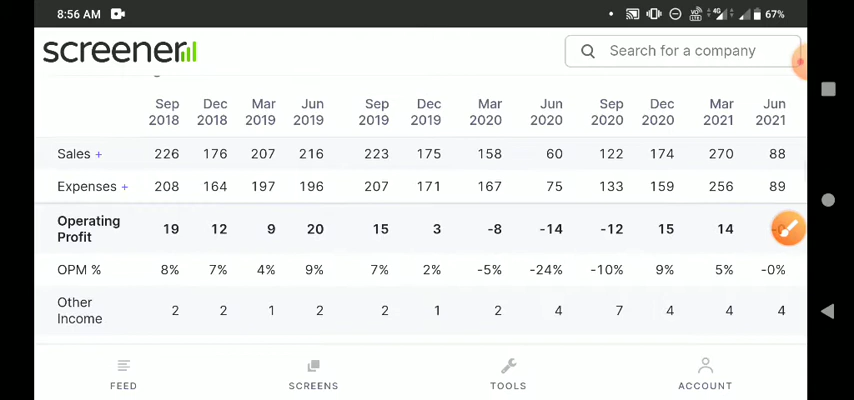 8:56 AM
4G
67%
screener
Search for a company
Sep 2018 Dec 2018 Mar 2019 Jun 2019 Sep 2019 Dec 2019 Mar 2020 Jun 2020 Sep 2020 Dec 2020 Mar 2021 Jun 2021
Sales + 226 176 207 216 223 175 158 60 122 174 270 88
Expenses + 208 164 197 196 207 171 167 75 133 159 256 89
Operating Profit 19 12 9 20 15 3 -8 -14 -12 15 14
OPM % 8% 7% 4% 9% 7% 2% -5% -24% -10% 9% 5% -0%
Other Income 2 2 1 2 2 1 2 4 7 4 4 4
FEED SCREENS TOOLS ACCOUNT